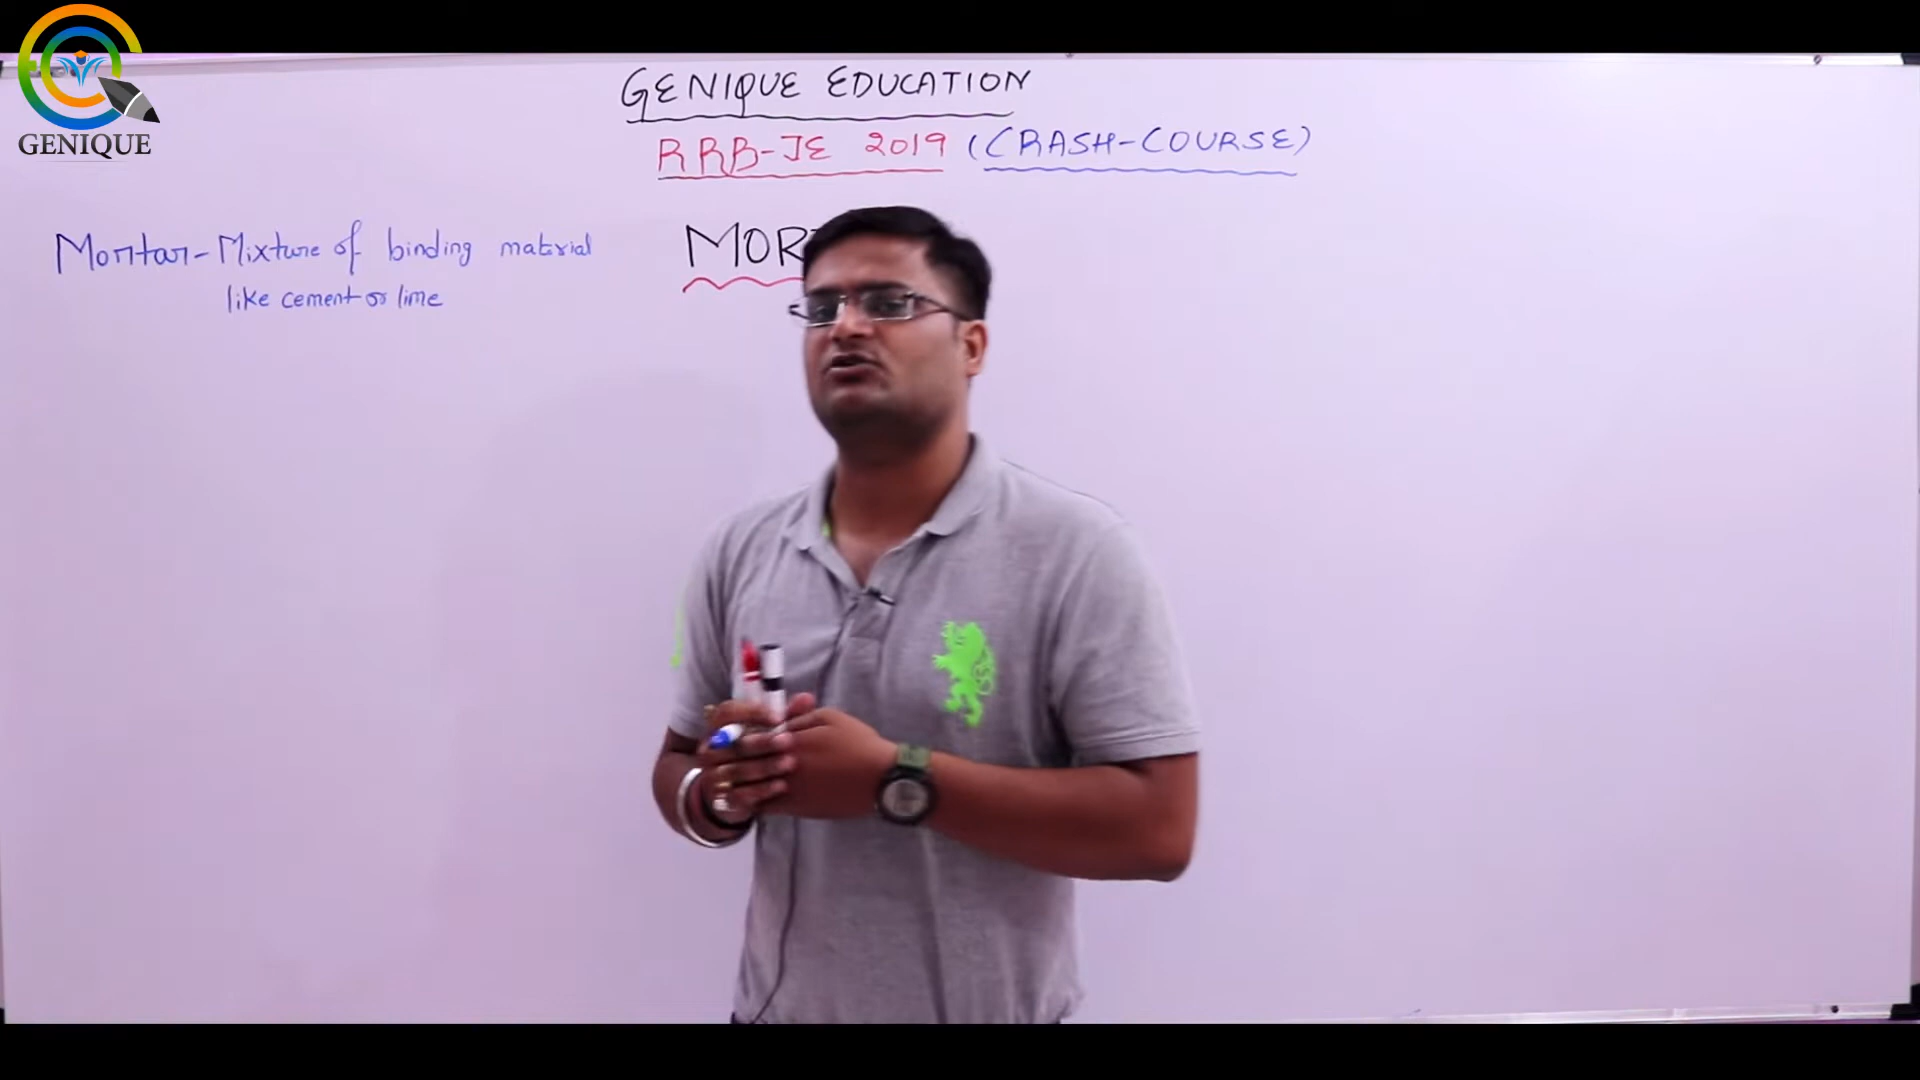 GENIQUE
GENIQUE EDUCATION
RRB-JE 2019 (CRASH-COURSE)
Mortar - Mixture of binding material
like cement or lime
MOR